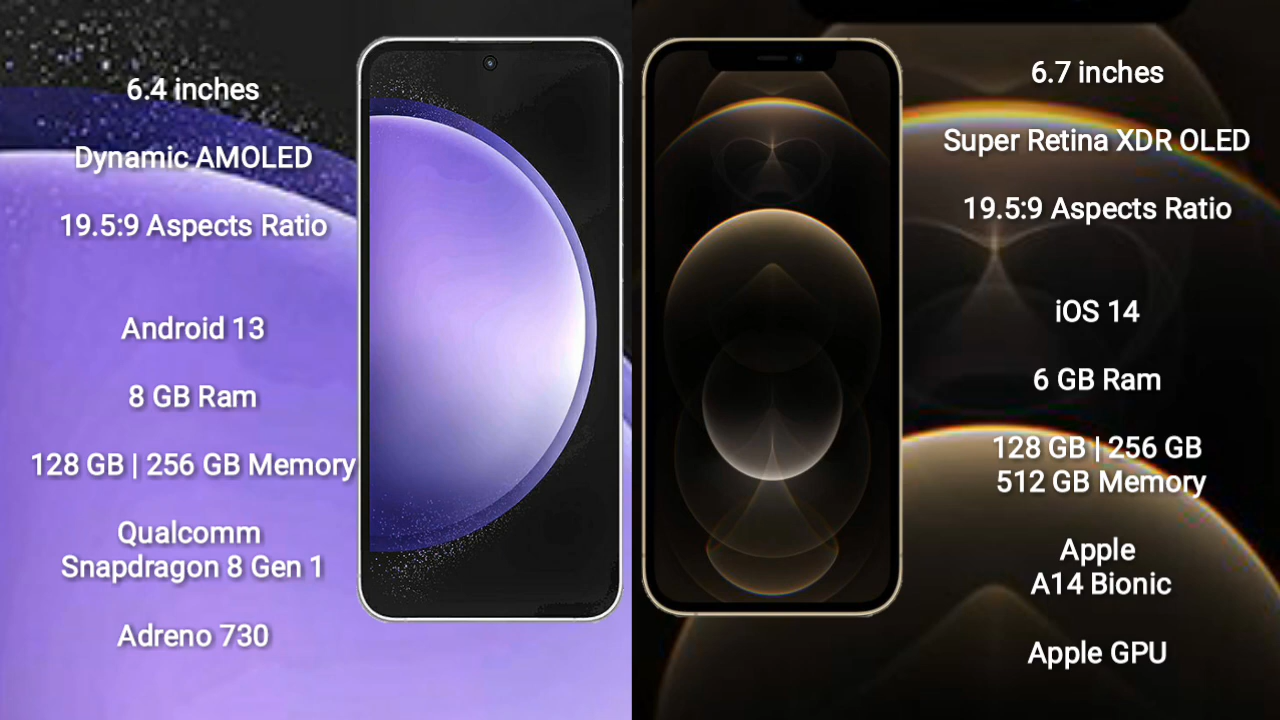 6.4 inches
Dynamic AMOLED
19.5:9 Aspects Ratio
Android 13
8 GB Ram
128 GB | 256 GB Memory
Qualcomm
Snapdragon 8 Gen 1
Adreno 730
6.7 inches
Super Retina XDR OLED
19.5:9 Aspects Ratio
iOS 14
6 GB Ram
128 GB | 256 GB
512 GB Memory
Apple
A14 Bionic
Apple GPU